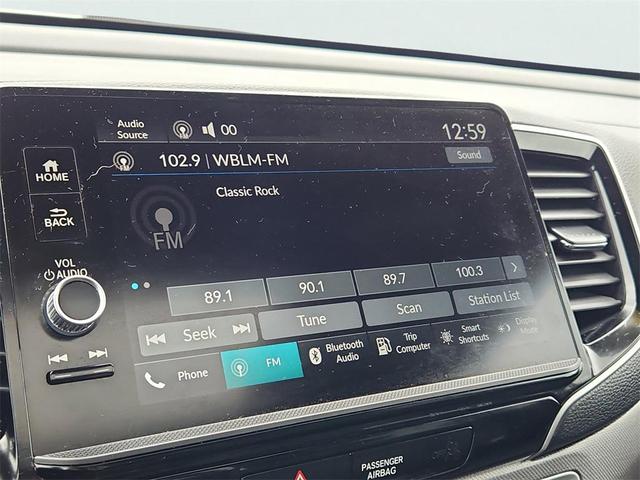 Audio
Source
00
12:59
102.9 | WBLM-FM
Sound
Classic Rock
FM
HOME
BACK
VOL
AUDIO
89.1
90.1
89.7
100.3
Seek
Tune
Scan
Station List
Phone
FM
Bluetooth
Audio
Trip
Computer
Smart
Shortcuts
Display
Mode
PASSENGER
AIRBAG